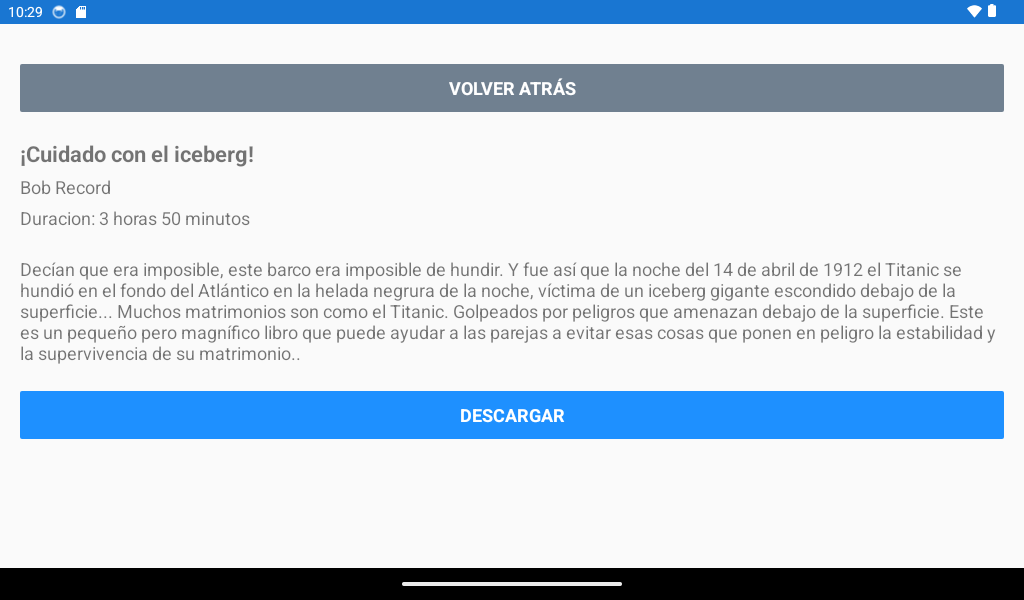 10:29
VOLVER ATRÁS
¡Cuidado con el iceberg!
Bob Record
Duracion: 3 horas 50 minutos
Decían que era imposible, este barco era imposible de hundir. Y fue así que la noche del 14 de abril de 1912 el Titanic se
hundió en el fondo del Atlántico en la helada negrura de la noche, víctima de un iceberg gigante escondido debajo de la
superficie... Muchos matrimonios son como el Titanic. Golpeados por peligros que amenazan debajo de la superficie. Este
es un pequeño pero magnífico libro que puede ayudar a las parejas a evitar esas cosas que ponen en peligro la estabilidad y
la supervivencia de su matrimonio..
DESCARGAR